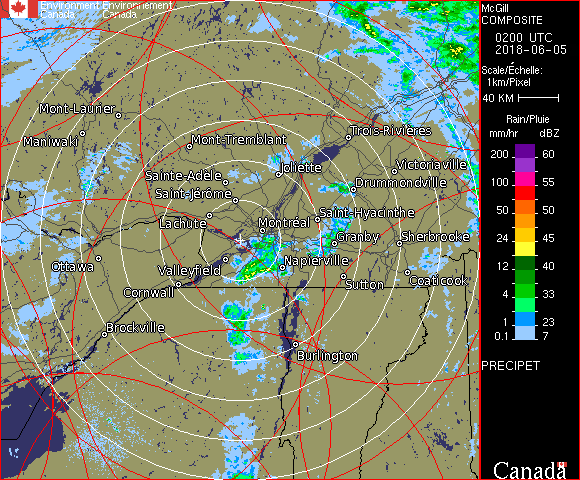 Environment Environnement
Canada Canada
McGill
COMPOSITE
0200 UTC
2018-06-05
Scale/Échelle:
1km/Pixel
40 KM
Rain/Pluie
mm/hr dBZ
200 60
150 57
100 55
50 50
24 45
12 40
4 33
1 23
0.1 7
PRECIPET
Canada
Mont-Laurier
Maniwaki
Mont-Tremblant
Trois-Rivières
Sainte-Adèle
Joliette
Victoriaville
Saint-Jérôme
Drummondville
Lachute
Montréal
Saint-Hyacinthe
Granby
Sherbrooke
Ottawa
Valleyfield
Napierville
Cornwall
Sutton
Coaticook
Brockville
Burlington